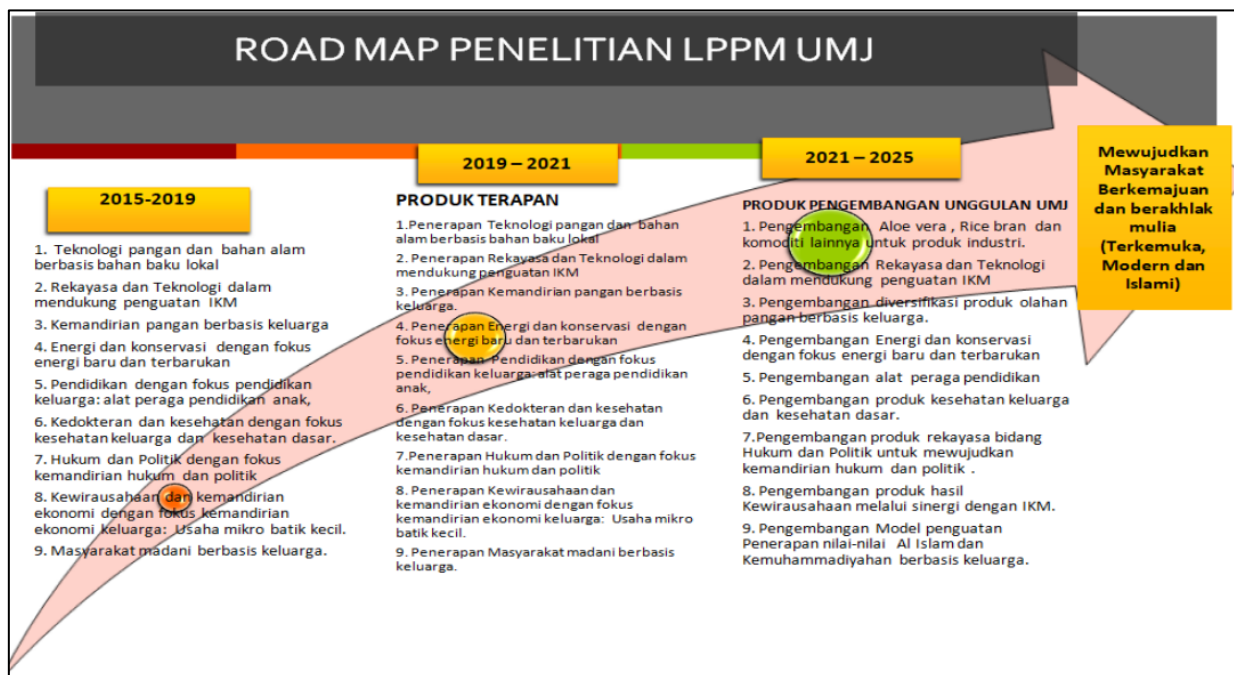 ROAD MAP PENELITIAN LPPM UMJ
2015-2019
1. Teknologi pangan dan bahan alam
berbasis bahan baku lokal
2. Rekayasa dan Teknologi dalam
mendukung penguatan IKM
3. Kemandirian pangan berbasis keluarga
4. Energi dan konservasi dengan fokus
energi baru dan terbarukan
5. Pendidikan dengan fokus pendidikan
keluarga: alat peraga pendidikan anak,
6. Kedokteran dan kesehatan dengan fokus
kesehatan keluarga dan kesehatan dasar.
7. Hukum dan Politik dengan fokus
kemandirian hukum dan politik
8. Kewirausahaan dan kemandirian
ekonomi dengan fokus kemandirian
ekonomi keluarga: Usaha mikro batik kecil.
9. Masyarakat madani berbasis keluarga.
2019 – 2021
PRODUK TERAPAN
1.Penerapan Teknologi pangan dan bahan
alam berbasis bahan baku lokal
2. Penerapan Rekayasa dan Teknologi dalam
mendukung penguatan IKM
3. Penerapan Kemandirian pangan berbasis
keluarga.
4. Penerapan Energi dan konservasi dengan
fokus energi baru dan terbarukan
5. Penerapan Pendidikan dengan fokus
pendidikan keluarga: alat peraga pendidikan
anak,
6. Penerapan Kedokteran dan kesehatan
dengan fokus kesehatan keluarga dan
kesehatan dasar.
7.Penerapan Hukum dan Politik dengan fokus
kemandirian hukum dan politik
8. Penerapan Kewirausahaan dan
kemandirian ekonomi dengan fokus
kemandirian ekonomi keluarga: Usaha mikro
batik kecil.
9. Penerapan Masyarakat madani berbasis
keluarga.
2021 – 2025
PRODUK PENGEMBANGAN UNGGULAN UMJ
1. Pengembangan Aloe vera , Rice bran dan
komoditi lainnya untuk produk industri.
2. Pengembangan Rekayasa dan Teknologi
dalam mendukung penguatan IKM
3. Pengembangan diversifikasi produk olahan
pangan berbasis keluarga.
4. Pengembangan Energi dan konservasi
dengan fokus energi baru dan terbarukan
5. Pengembangan alat peraga pendidikan
6. Pengembangan produk kesehatan keluarga
dan kesehatan dasar.
7.Pengembangan produk rekayasa bidang
Hukum dan Politik untuk mewujudkan
kemandirian hukum dan politik .
8. Pengembangan produk hasil
Kewirausahaan melalui sinergi dengan IKM.
9. Pengembangan Model penguatan
Penerapan nilai-nilai Al Islam dan
Kemuhammadiyahan berbasis keluarga.
Mewujudkan
Masyarakat
Berkemajuan
dan berakhlak
mulia
(Terkemuka,
Modern dan
Islami)